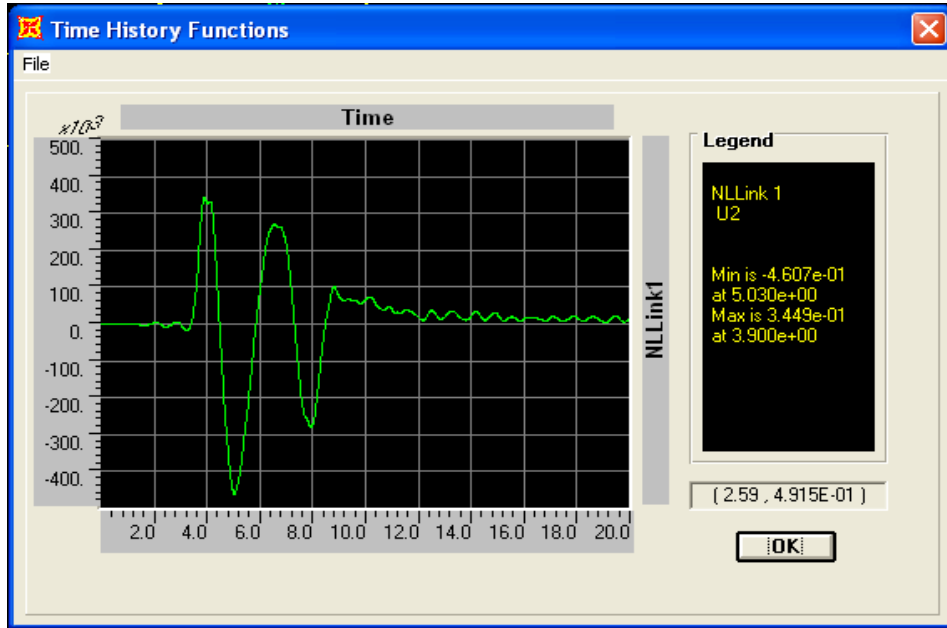 Time History Functions
File
Time
x10-3
500.
400.
300.
200.
100.
0.
-100.
-200.
-300.
-400.
2.0 4.0 6.0 8.0 10.0 12.0 14.0 16.0 18.0 20.0
NLLink1
Legend
NLLink 1
U2
Min is -4.607e-01
at 5.030e+00
Max is 3.449e-01
at 3.900e+00
( 2.59 , 4.915E-01 )
OK